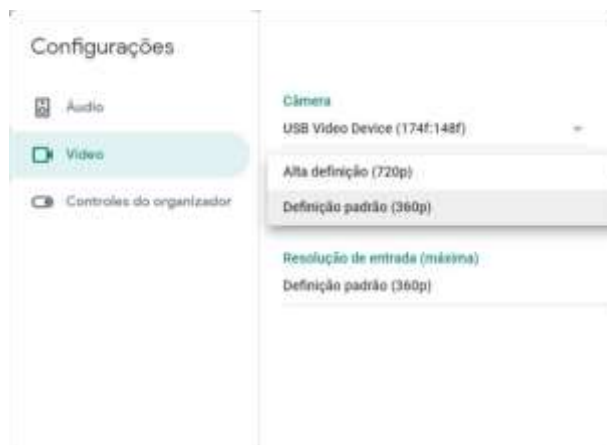 Configurações
Áudio
Vídeo
Controles do organizador
Câmera
USB Video Device (174f:148f)
Alta definição (720p)
Definição padrão (360p)
Resolução de entrada (máxima)
Definição padrão (360p)